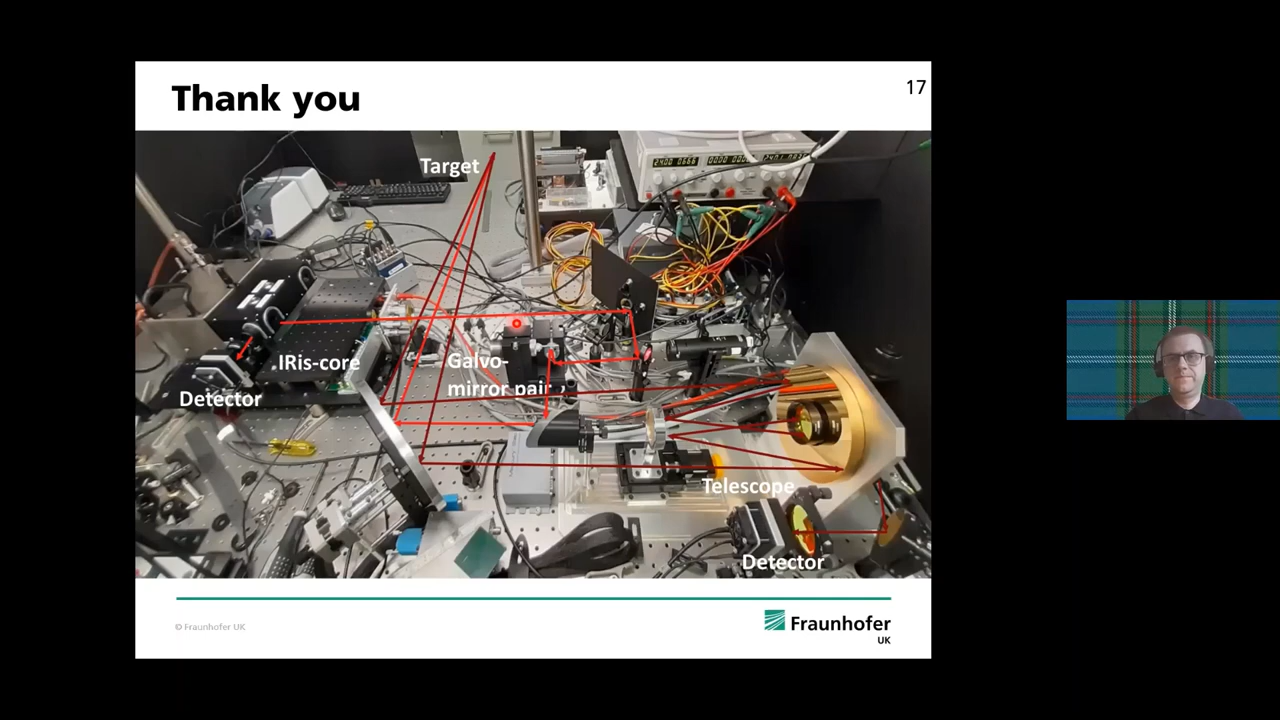 Thank you
17
Target
IRis-core
Galvo-
mirror pair
Detector
Telescope
Detector
© Fraunhofer UK
Fraunhofer
UK